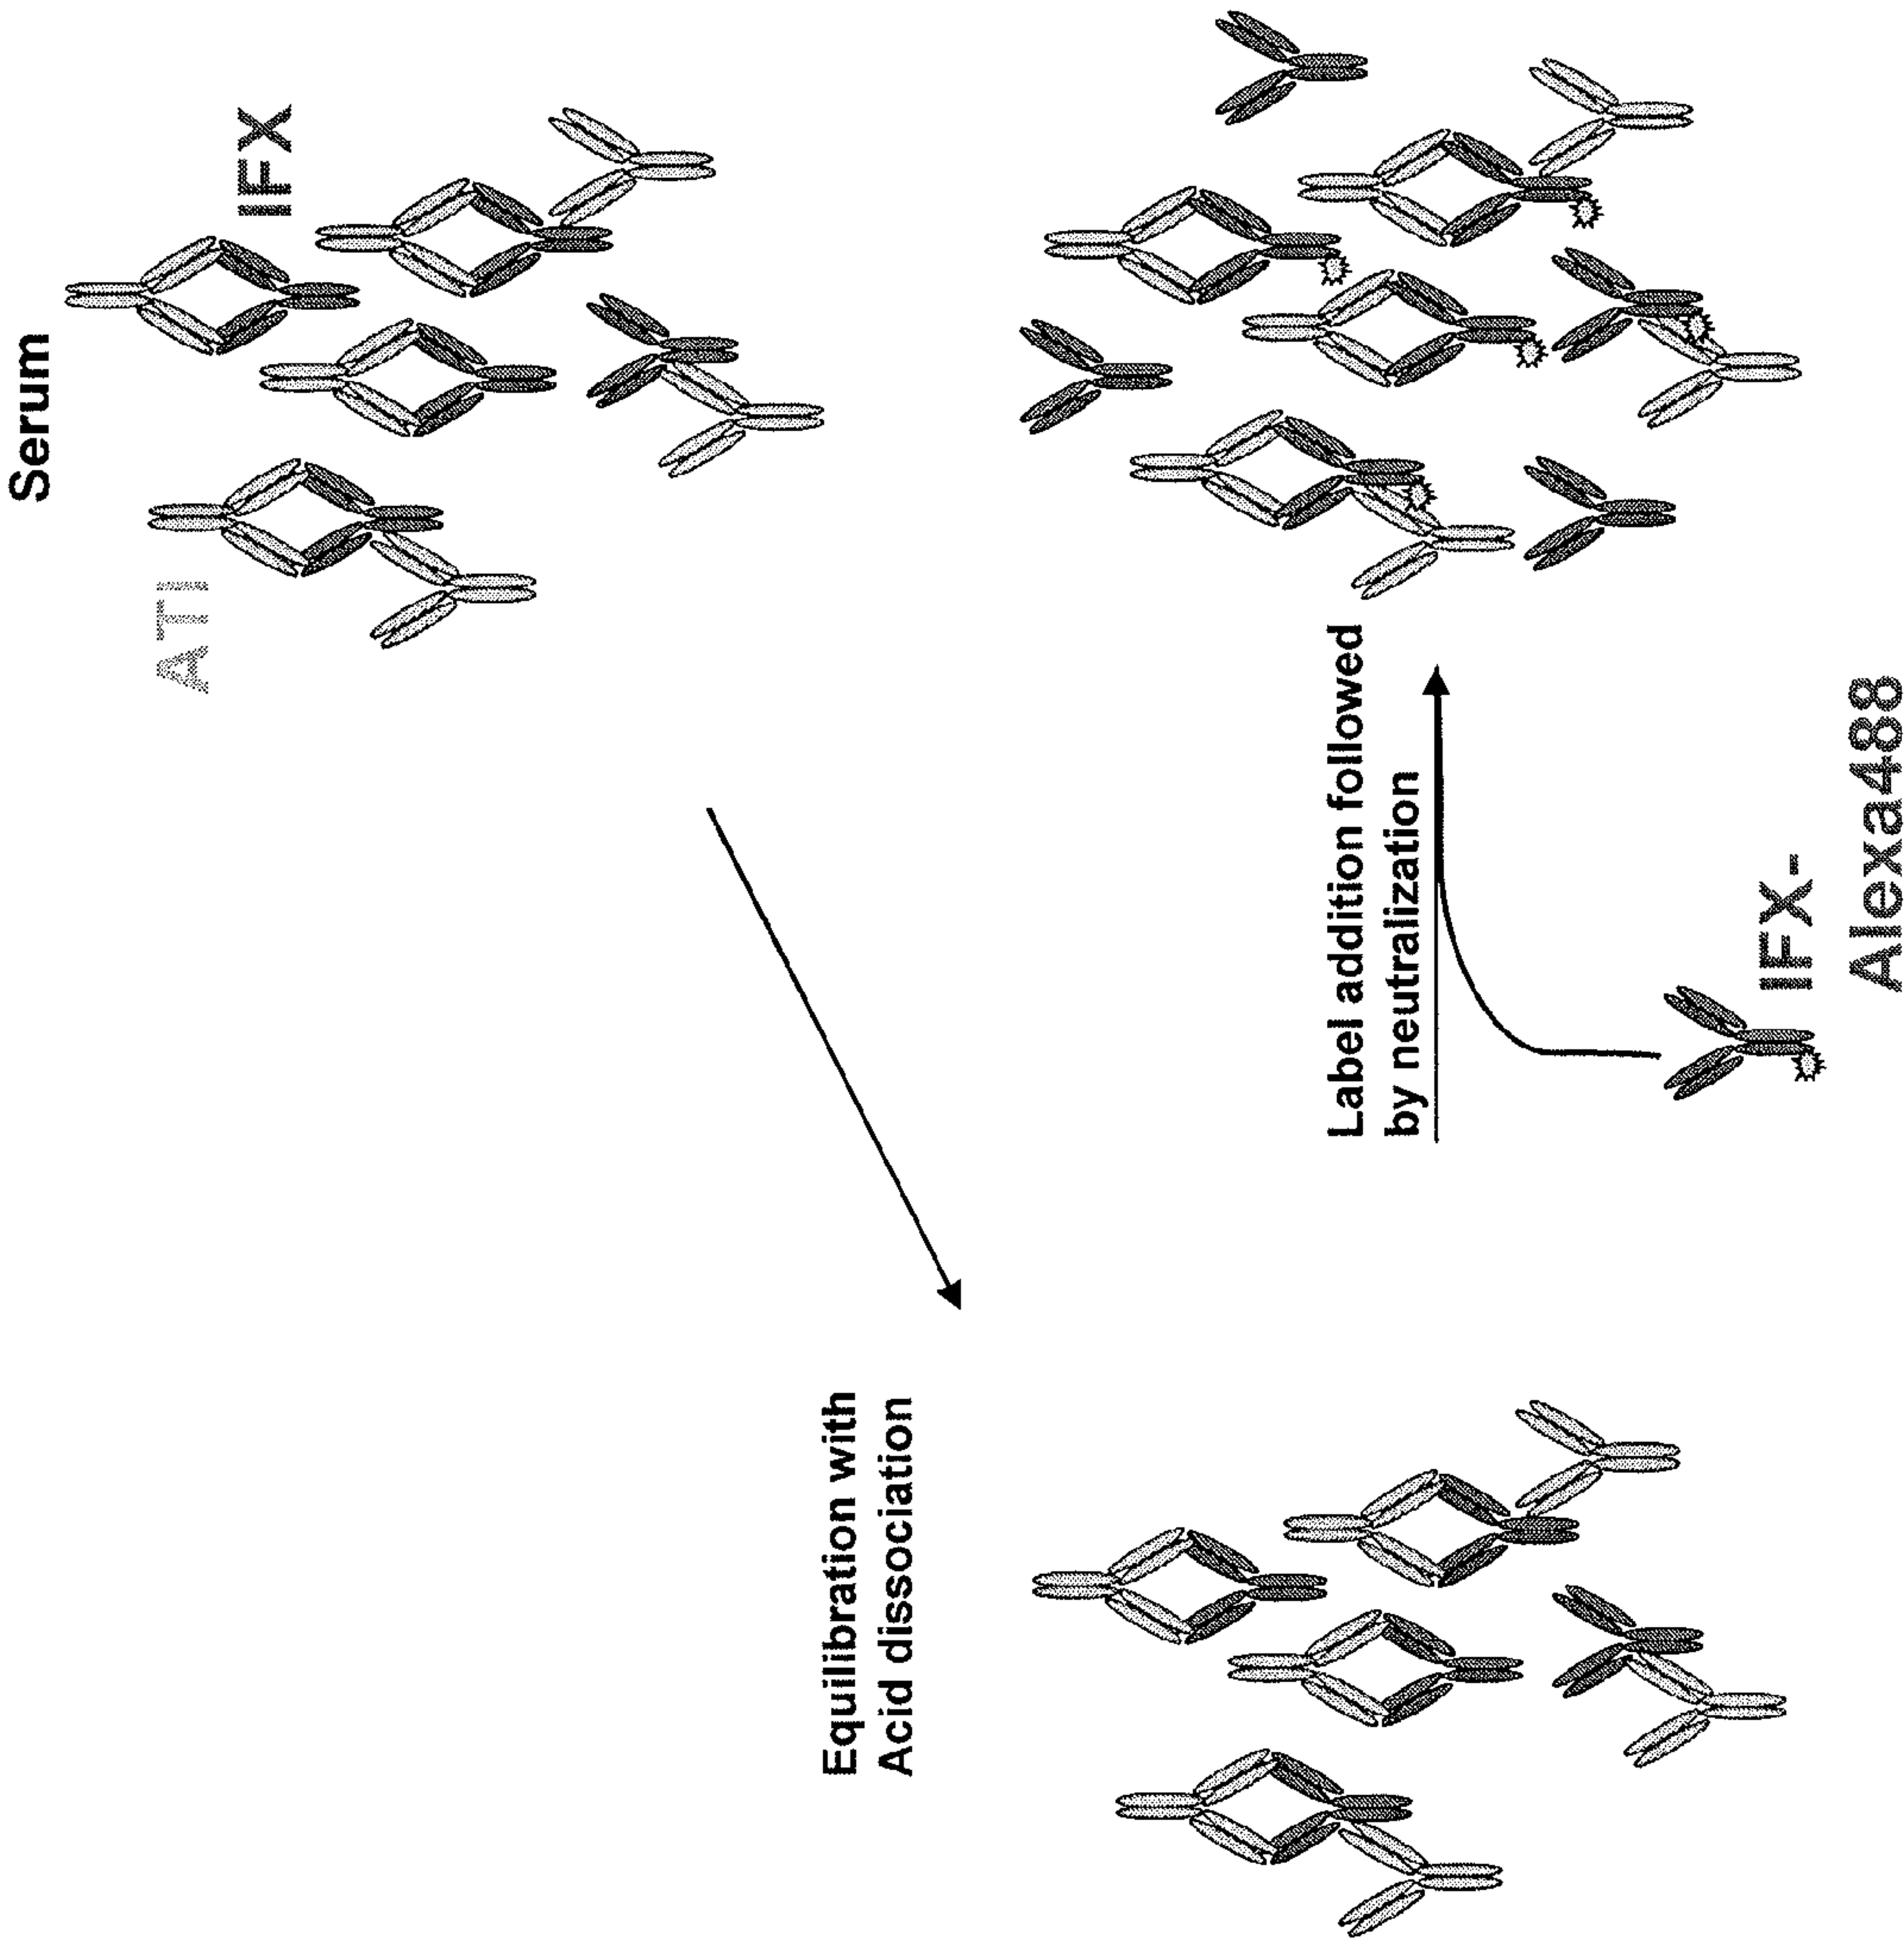 Serum
ATI
IFX
Equilibration with
Acid dissociation
Label addition followed
by neutralization
IFX-
Alexa488